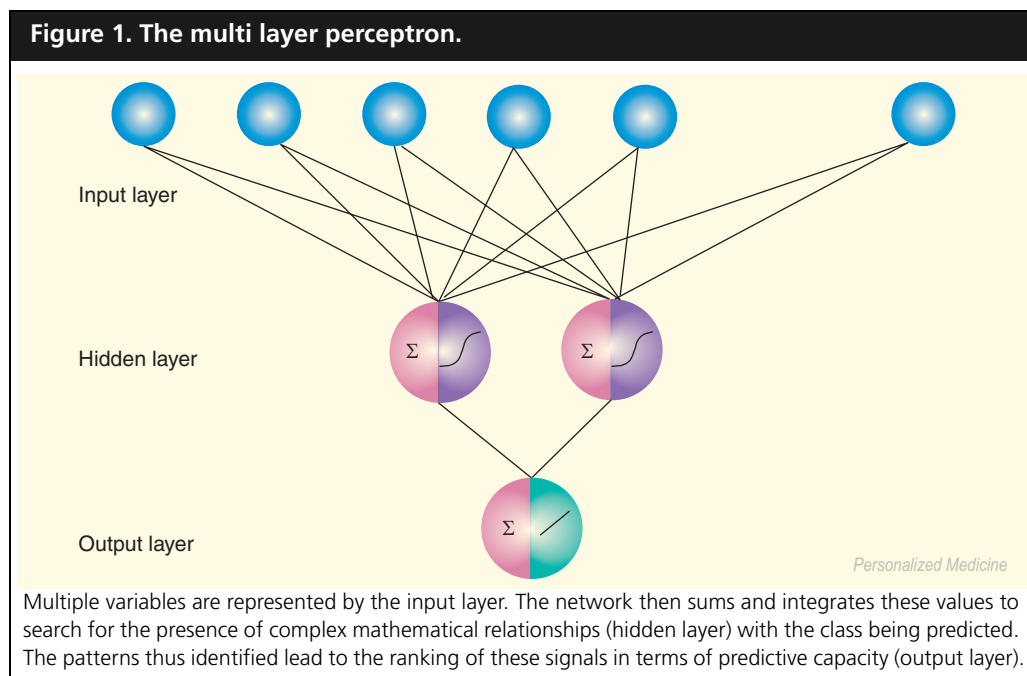 Figure 1. The multi layer perceptron.
Input layer
Hidden layer
Σ
Σ
Output layer
Σ
Personalized Medicine
Multiple variables are represented by the input layer. The network then sums and integrates these values to
search for the presence of complex mathematical relationships (hidden layer) with the class being predicted.
The patterns thus identified lead to the ranking of these signals in terms of predictive capacity (output layer).